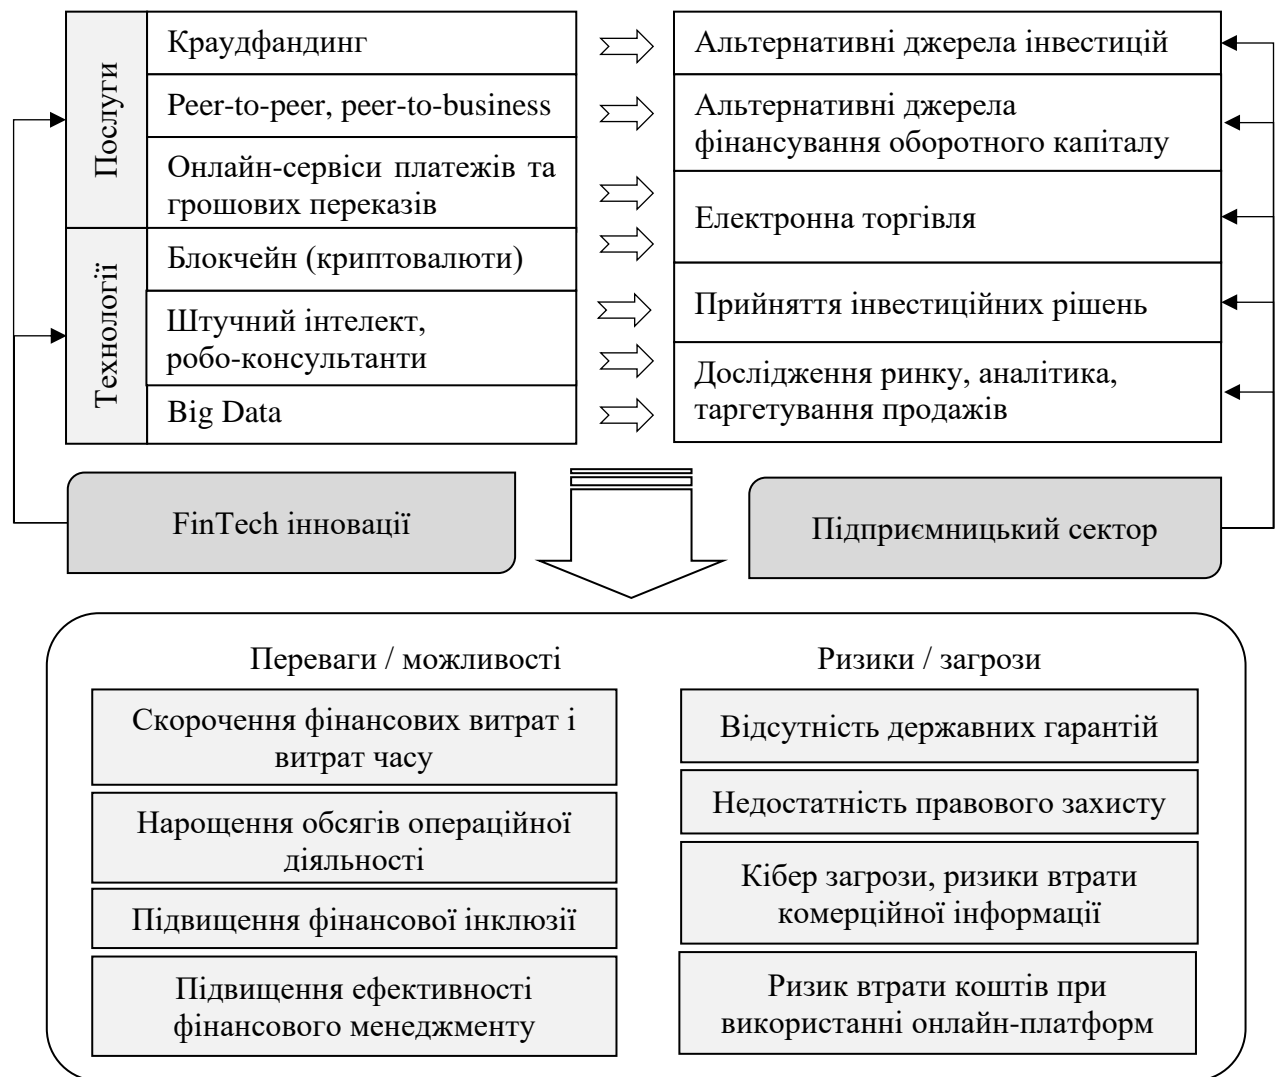 Послуги
Краудфандинг
Peer-to-peer, peer-to-business
Онлайн-сервіси платежів та
грошових переказів
Технології
Блокчейн (криптовалюти)
Штучний інтелект,
робо-консультанти
Big Data
Альтернативні джерела інвестицій
Альтернативні джерела
фінансування оборотного капіталу
Електронна торгівля
Прийняття інвестиційних рішень
Дослідження ринку, аналітика,
таргетування продажів
FinTech інновації
Підприємницький сектор
Переваги / можливості
Скорочення фінансових витрат і
витрат часу
Нарощення обсягів операційної
діяльності
Підвищення фінансової інклюзії
Підвищення ефективності
фінансового менеджменту
Ризики / загрози
Відсутність державних гарантій
Недостатність правового захисту
Кібер загрози, ризики втрати
комерційної інформації
Ризик втрати коштів при
використанні онлайн-платформ